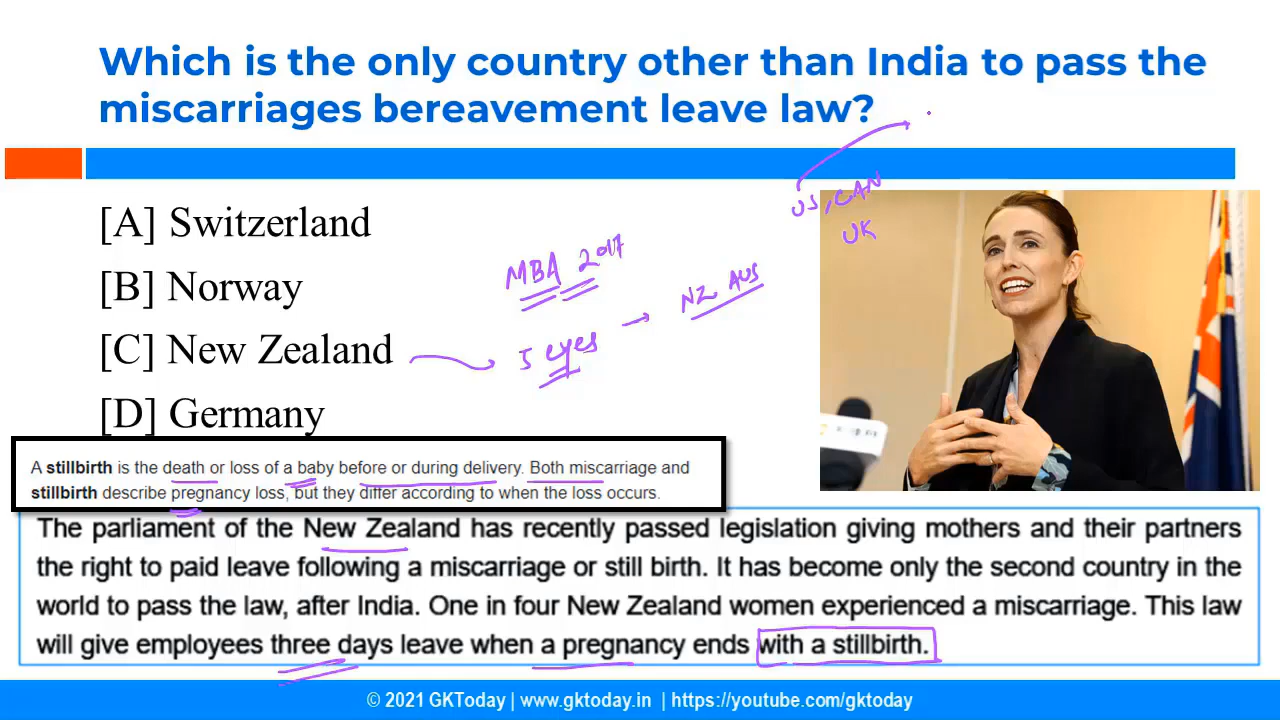 Which is the only country other than India to pass the
miscarriages bereavement leave law?
US, CAN
UK
[A] Switzerland
MBA 2017
[B] Norway
NZ AUS
[C] New Zealand
5 eyes
[D] Germany
A stillbirth is the death or loss of a baby before or during delivery. Both miscarriage and
stillbirth describe pregnancy loss, but they differ according to when the loss occurs.
The parliament of the New Zealand has recently passed legislation giving mothers and their partners
the right to paid leave following a miscarriage or still birth. It has become only the second country in the
world to pass the law, after India. One in four New Zealand women experienced a miscarriage. This law
will give employees three days leave when a pregnancy ends with a stillbirth.
© 2021 GKToday | www.gktoday.in | https://youtube.com/gktoday